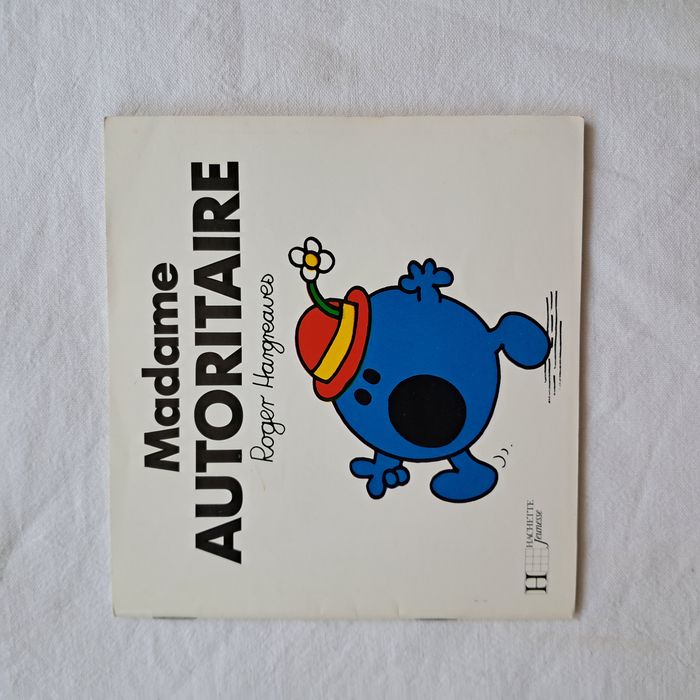 Madame
AUTORITAIRE
Roger Hargreaves
H HACHETTE
Jeunesse